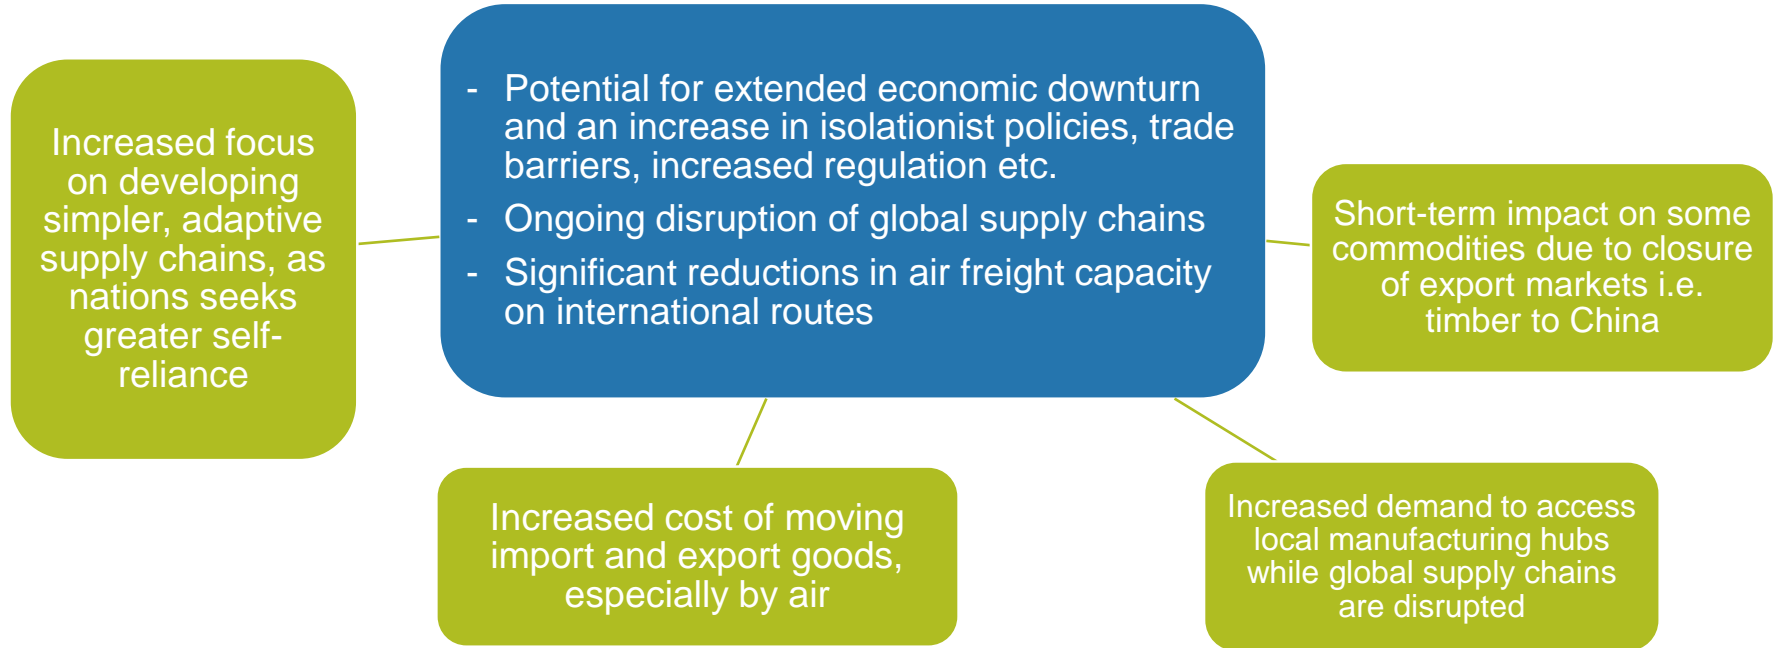 Increased focus
on developing
simpler, adaptive
supply chains, as
nations seeks
greater self-
reliance
- Potential for extended economic downturn
and an increase in isolationist policies, trade
barriers, increased regulation etc.
- Ongoing disruption of global supply chains
- Significant reductions in air freight capacity
on international routes
Short-term impact on some
commodities due to closure
of export markets i.e.
timber to China
Increased cost of moving
import and export goods,
especially by air
Increased demand to access
local manufacturing hubs
while global supply chains
are disrupted